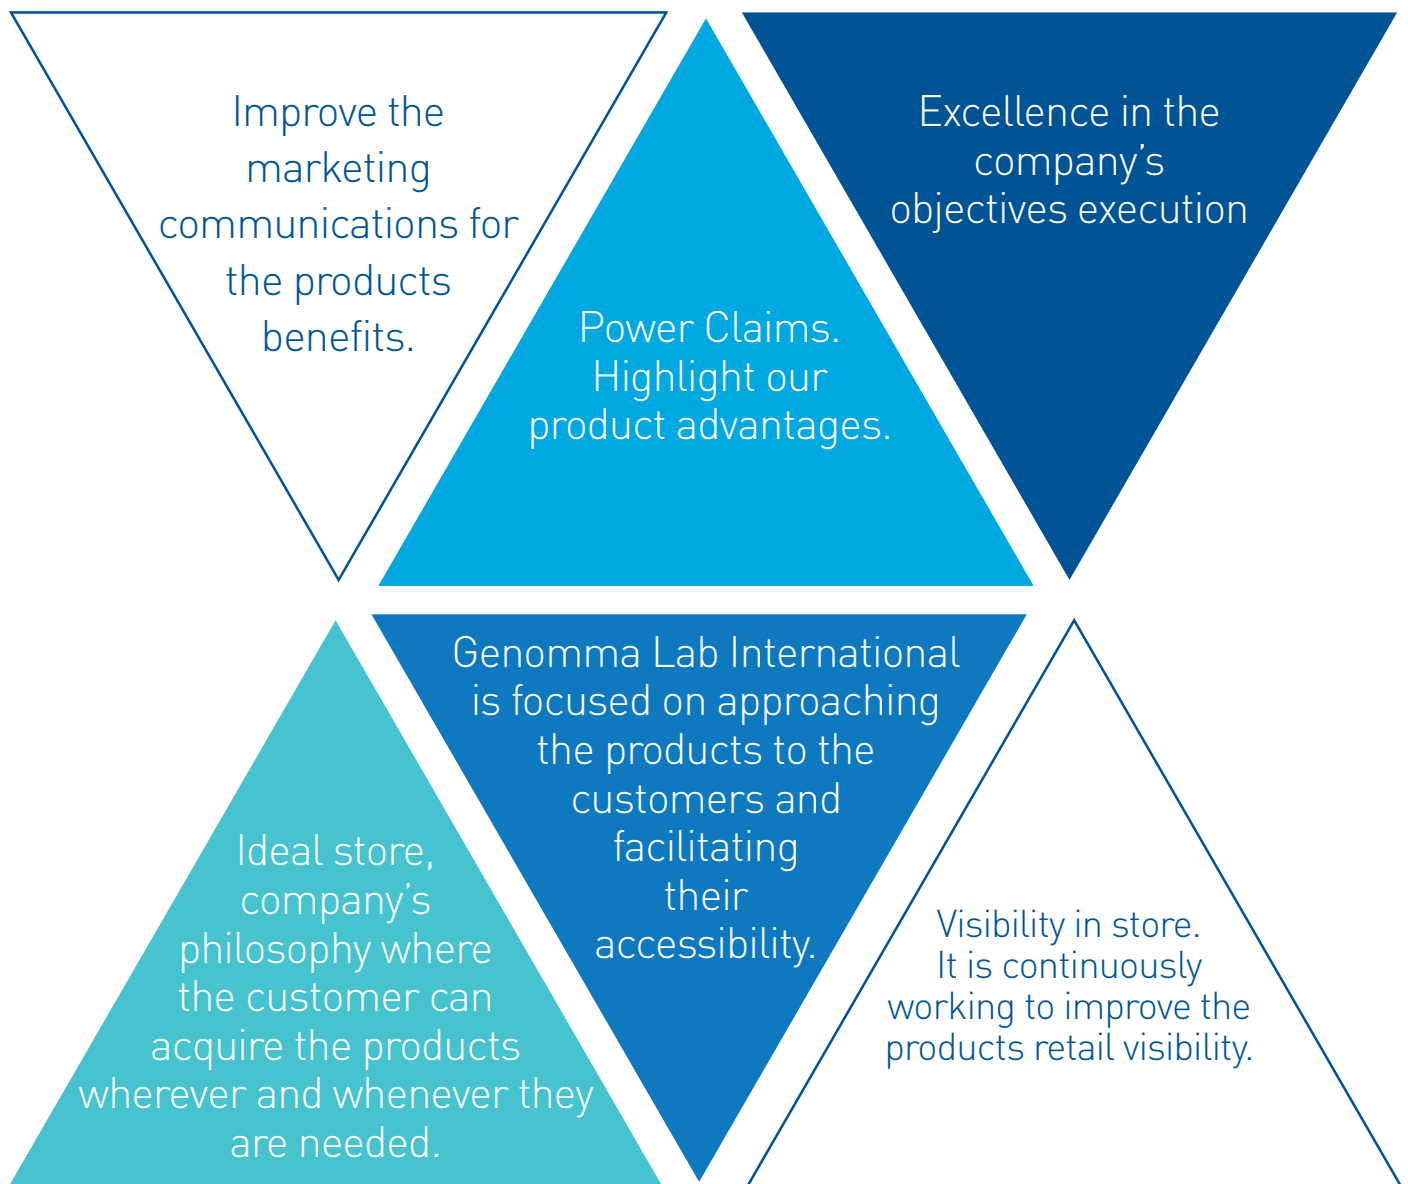 Improve the
marketing
communications for
the products
benefits.
Power Claims.
Highlight our
product advantages.
Excellence in the
company's
objectives execution
Ideal store,
company's
philosophy where
the customer can
acquire the products
wherever and whenever they
are needed.
Genomma Lab International
is focused on approaching
the products to the
customers and
facilitating
their
accessibility.
Visibility in store.
It is continuously
working to improve the
products retail visibility.